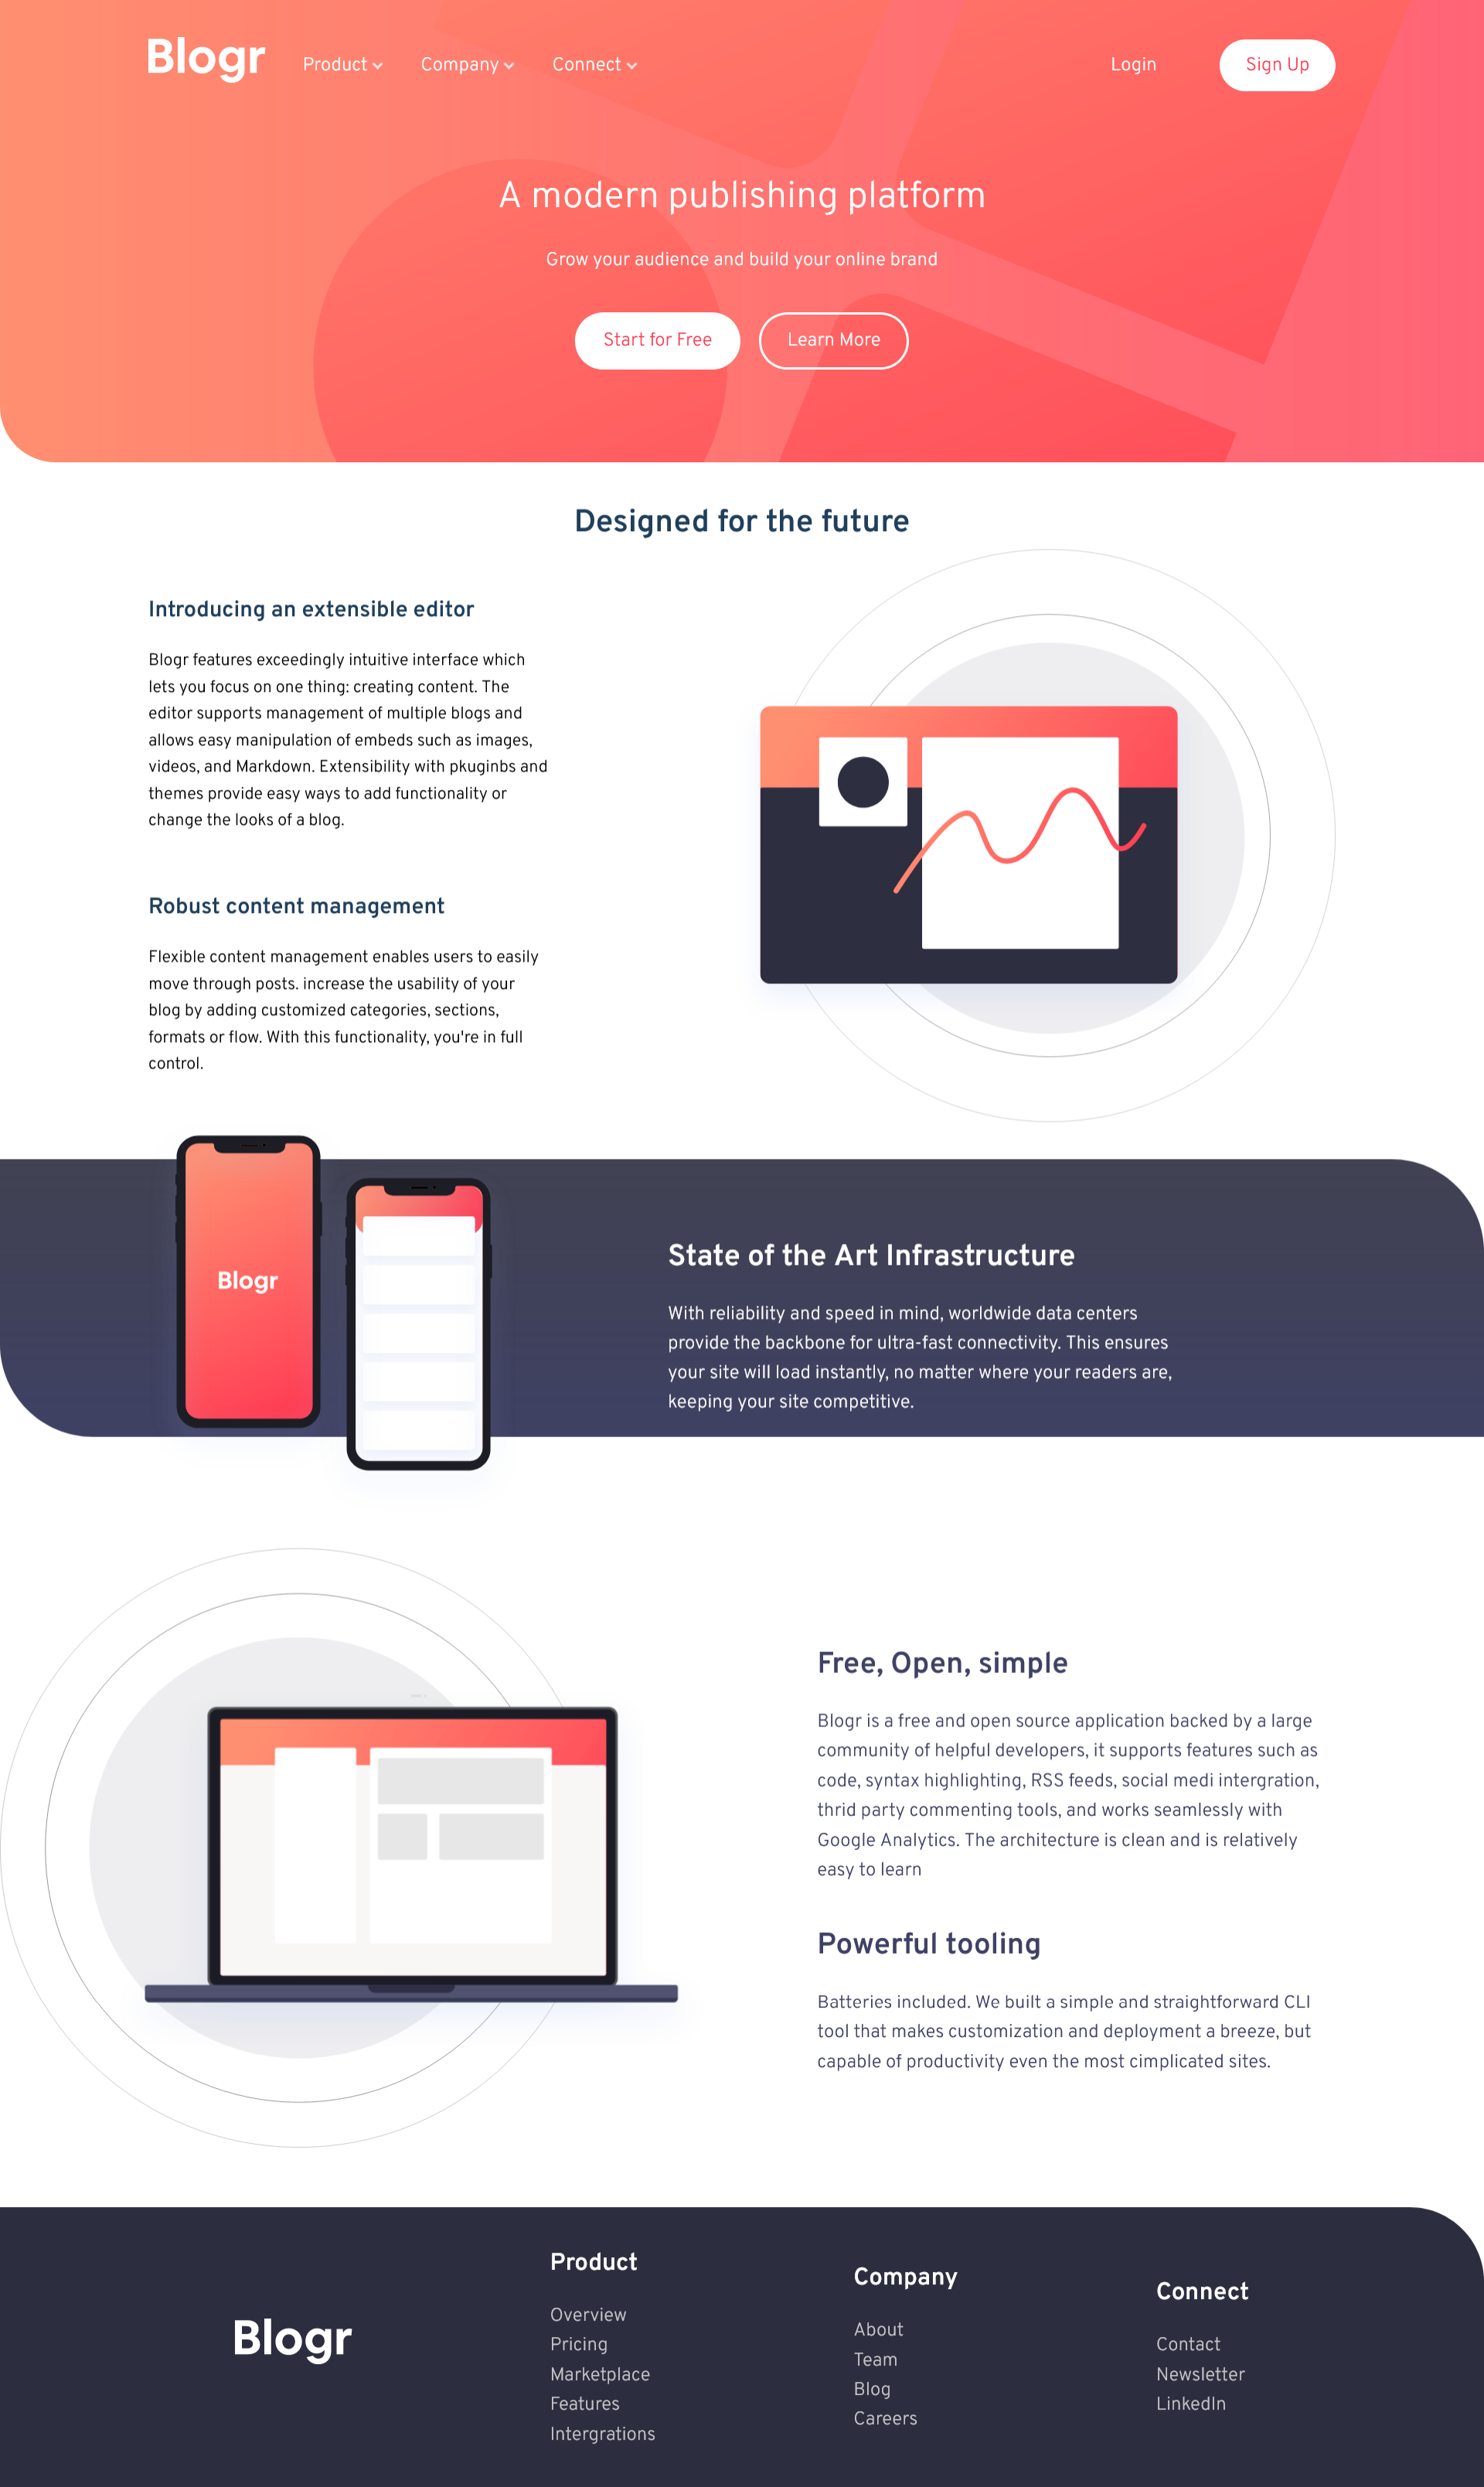 Blogr
Product
Company
Connect
Login
Sign Up
A modern publishing platform
Grow your audience and build your online brand
Start for Free
Learn More
Designed for the future
Introducing an extensible editor
Blogr features exceedingly intuitive interface which
lets you focus on one thing: creating content. The
editor supports management of multiple blogs and
allows easy manipulation of embeds such as images,
videos, and Markdown. Extensibility with pkuginbs and
themes provide easy ways to add functionality or
change the looks of a blog.
Robust content management
Flexible content management enables users to easily
move through posts. increase the usability of your
blog by adding customized categories, sections,
formats or flow. With this functionality, you're in full
control.
Blogr
State of the Art Infrastructure
With reliability and speed in mind, worldwide data centers
provide the backbone for ultra-fast connectivity. This ensures
your site will load instantly, no matter where your readers are,
keeping your site competitive.
Free, Open, simple
Blogr is a free and open source application backed by a large
community of helpful developers, it supports features such as
code, syntax highlighting, RSS feeds, social medi intergration,
thrid party commenting tools, and works seamlessly with
Google Analytics. The architecture is clean and is relatively
easy to learn
Powerful tooling
Batteries included. We built a simple and straightforward CLI
tool that makes customization and deployment a breeze, but
capable of productivity even the most cimplicated sites.
Blogr
Product
Overview
Pricing
Marketplace
Features
Intergrations
Company
About
Team
Blog
Careers
Connect
Contact
Newsletter
LinkedIn